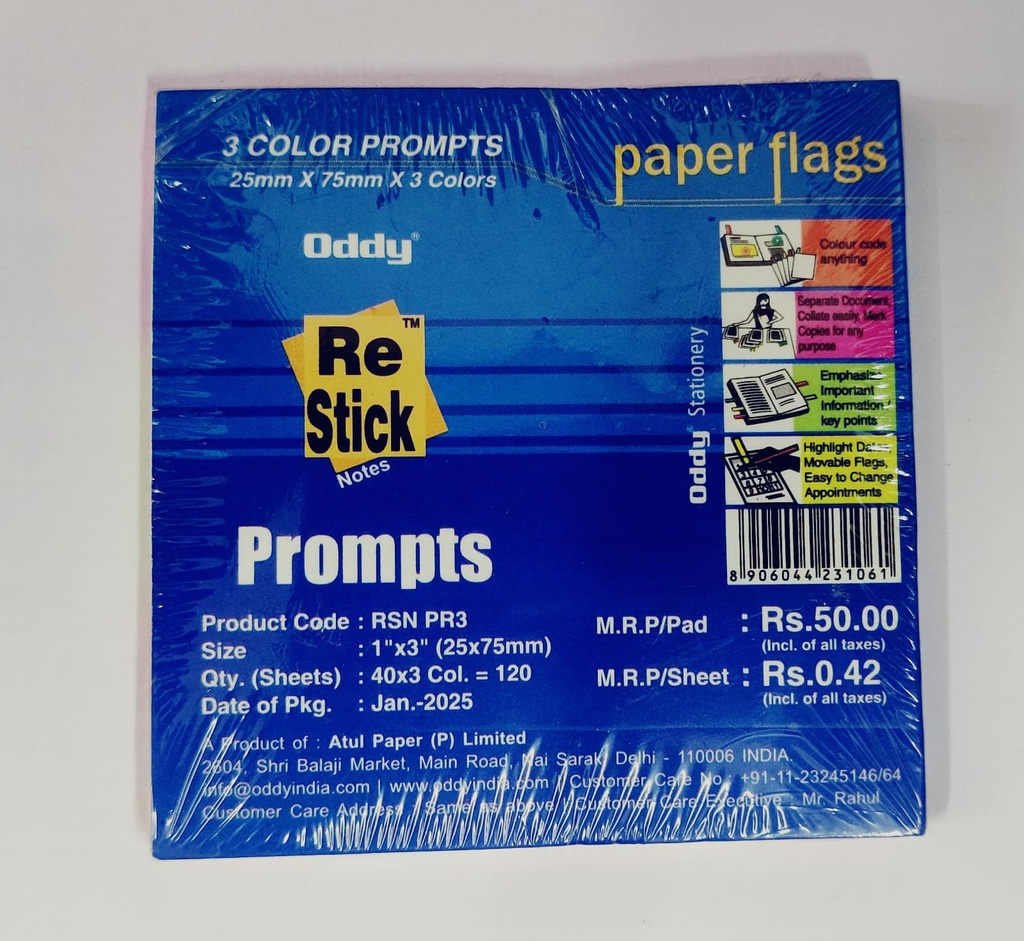 3 COLOR PROMPTS
25mm X 75mm X 3 Colors
paper flags
Oddy®
Re™
Stick
Notes
Oddy® Stationery
Colour code
anything
Separate Document,
Collate easily, Mark
Copies for any
purpose
Emphasize
Important
Information /
key points
Highlight Dates,
Movable Flags,
Easy to Change
Appointments
8 906044 231061
Prompts
Product Code : RSN PR3
Size : 1"x3" (25x75mm)
Qty. (Sheets) : 40x3 Col. = 120
Date of Pkg. : Jan.-2025
M.R.P/Pad : Rs.50.00
(Incl. of all taxes)
M.R.P/Sheet : Rs.0.42
(Incl. of all taxes)
A Product of : Atul Paper (P) Limited
2604, Shri Balaji Market, Main Road, Nai Sarak, Delhi - 110006 INDIA.
info@oddyindia.com | www.oddyindia.com | Customer Care No.: +91-11-23245146/64
Customer Care Address : Same as above | Customer Care Executive : Mr. Rahul